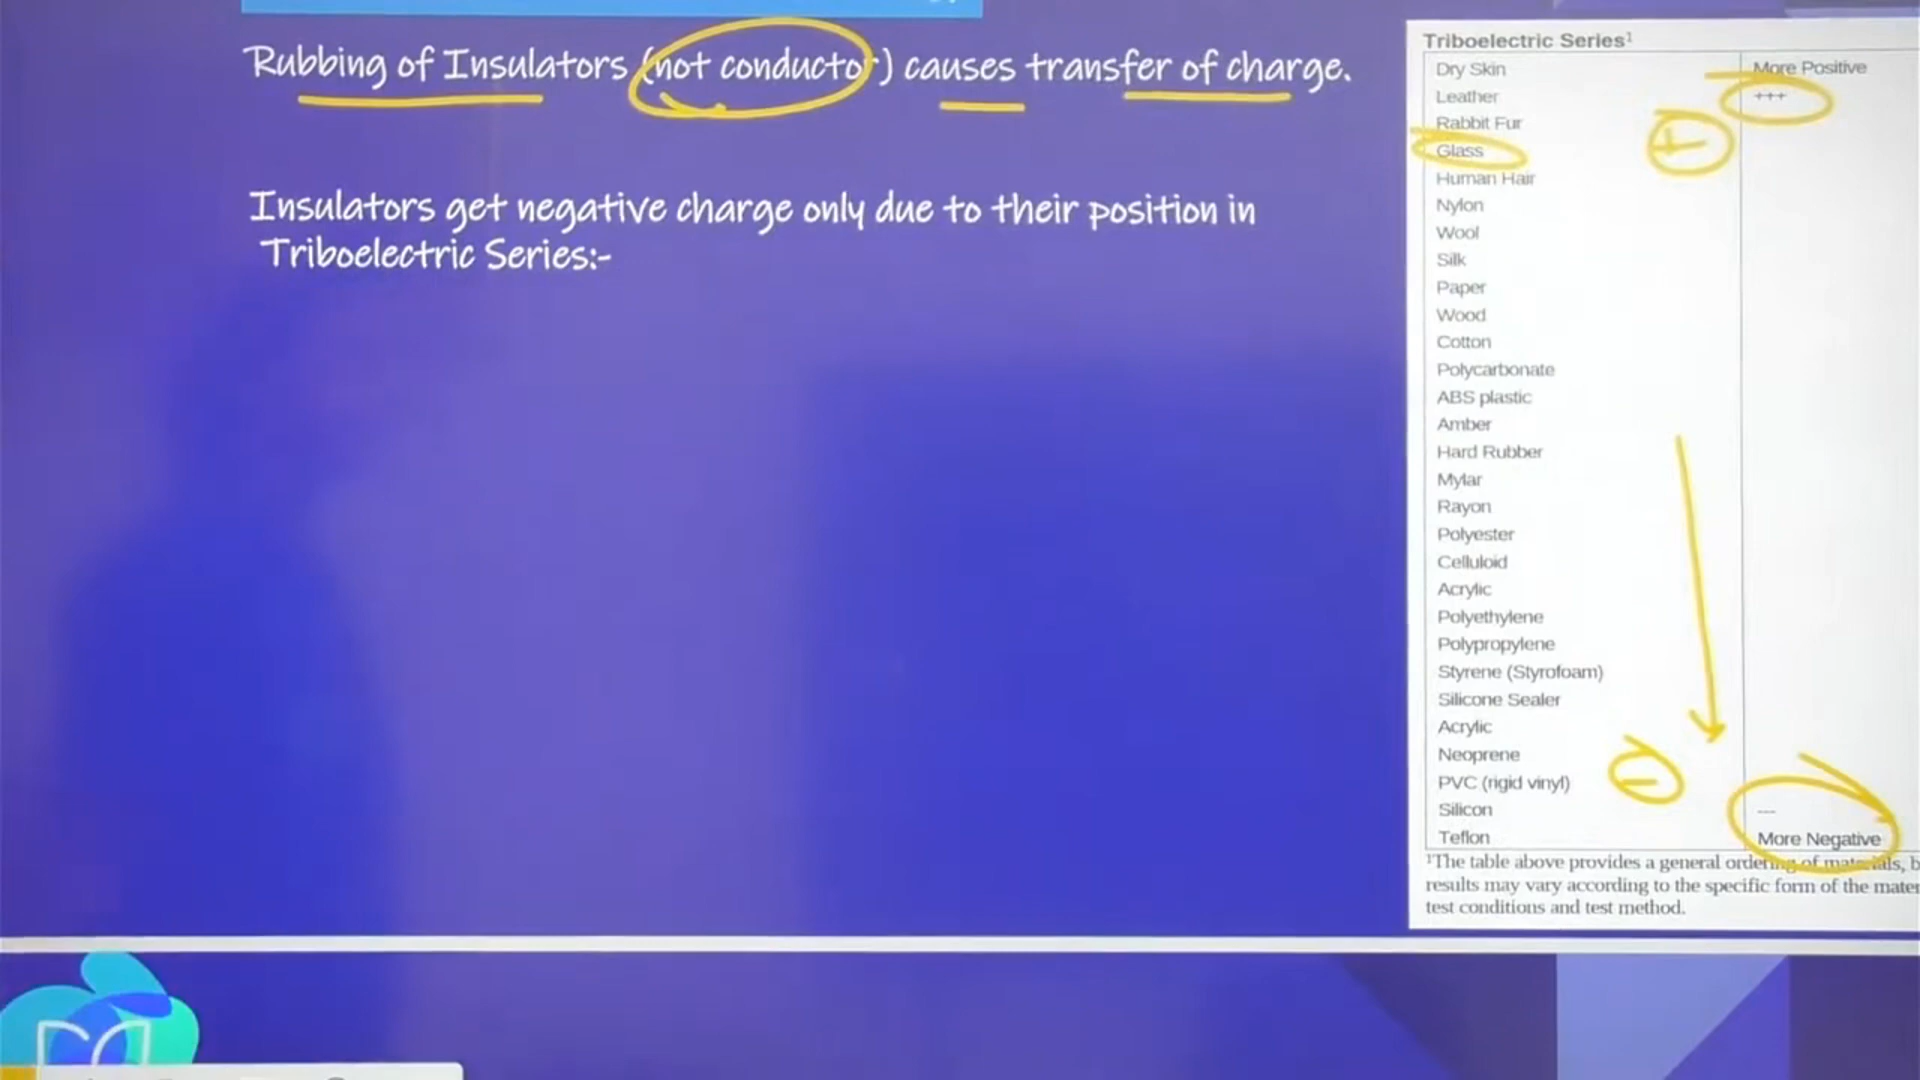 Rubbing of Insulators (not conductor) causes transfer of charge.
Insulators get negative charge only due to their position in
Triboelectric Series:-
Triboelectric Series¹
Dry Skin More Positive
Leather +++
Rabbit Fur
+
Glass
Human Hair
Nylon
Wool
Silk
Paper
Wood
Cotton
Polycarbonate
ABS plastic
Amber
Hard Rubber
Mylar
Rayon
Polyester
Celluloid
Acrylic
Polyethylene
Polypropylene
Styrene (Styrofoam)
Silicone Sealer
Acrylic
Neoprene
PVC (rigid vinyl) -
Silicon ---
Teflon More Negative
¹The table above provides a general ordering of materials, b
results may vary according to the specific form of the mater
test conditions and test method.